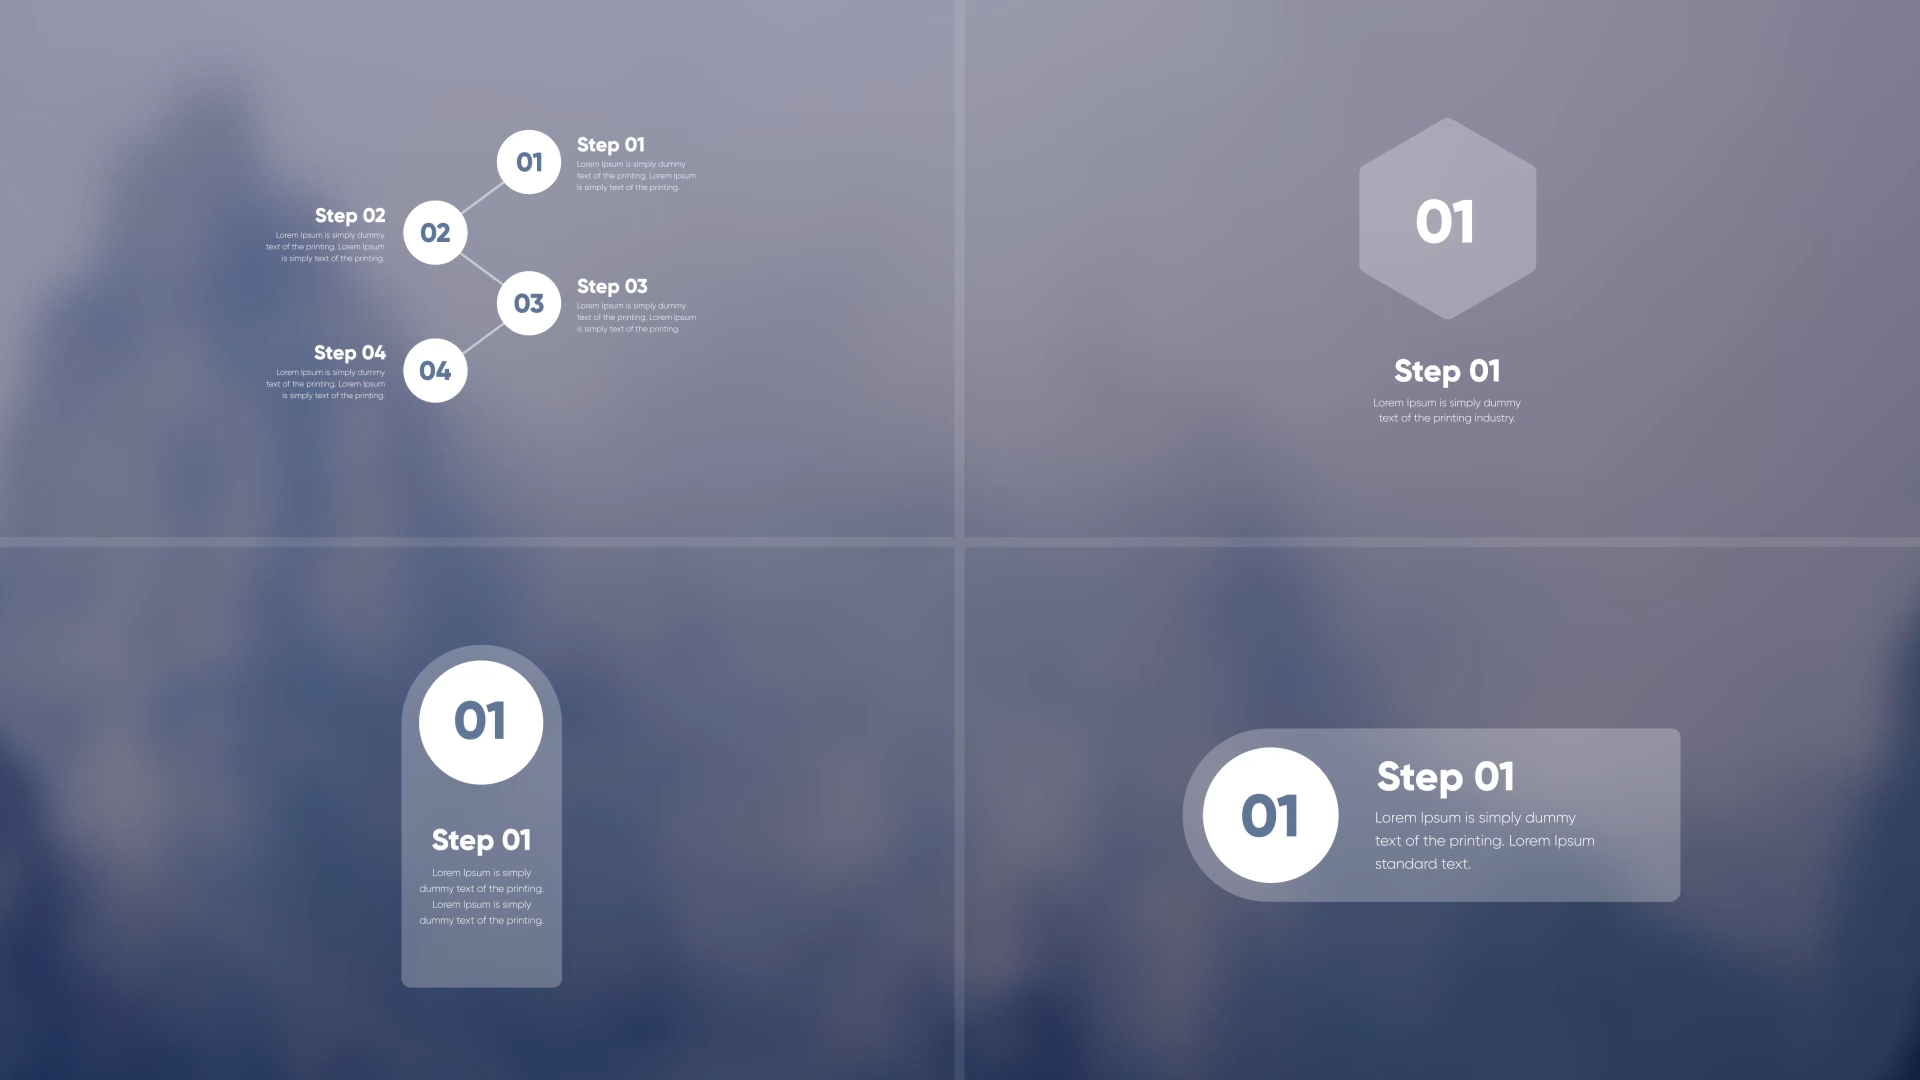 01
Step 01
Lorem Ipsum is simply dummy
text of the printing. Lorem Ipsum
is simply text of the printing.
Step 02
Lorem Ipsum is simply dummy
text of the printing. Lorem Ipsum
is simply text of the printing.
02
03
Step 03
Lorem Ipsum is simply dummy
text of the printing. Lorem Ipsum
is simply text of the printing.
Step 04
Lorem Ipsum is simply dummy
text of the printing. Lorem Ipsum
is simply text of the printing.
04
01
Step 01
Lorem Ipsum is simply dummy
text of the printing industry.
01
Step 01
Lorem Ipsum is simply
dummy text of the printing.
Lorem Ipsum is simply
dummy text of the printing.
01
Step 01
Lorem Ipsum is simply dummy
text of the printing. Lorem Ipsum
standard text.